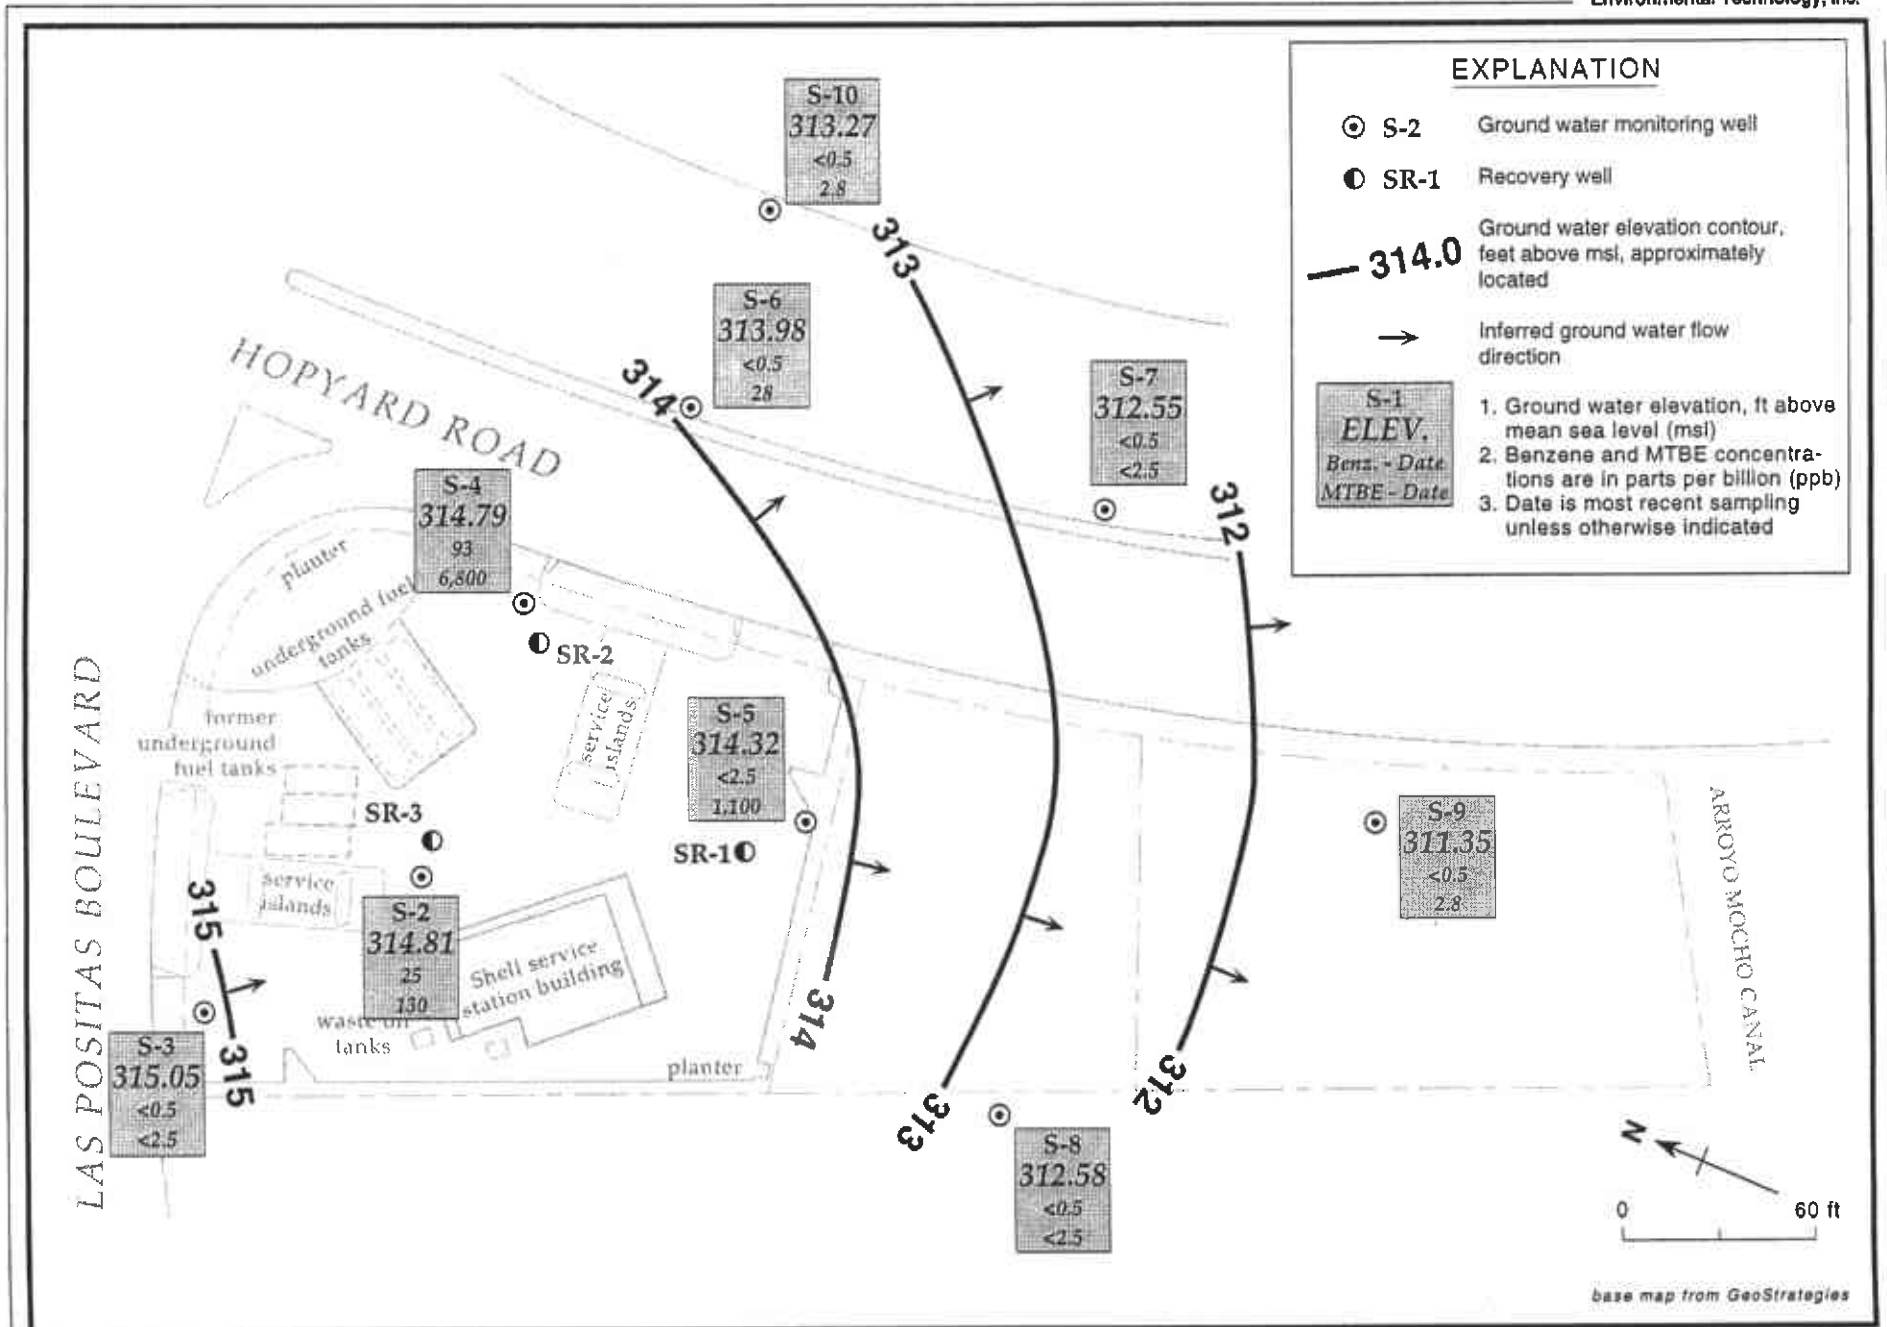 Environmental Technology, Inc.
EXPLANATION
S-2 Ground water monitoring well
SR-1 Recovery well
314.0
Ground water elevation contour,
feet above msl, approximately
located
Inferred ground water flow
direction
S-1
ELEV.
Benz. - Date
MTBE - Date
1. Ground water elevation, ft above
mean sea level (msl)
2. Benzene and MTBE concentra-
tions are in parts per billion (ppb)
3. Date is most recent sampling
unless otherwise indicated
S-10
313.27
<0.5
2.8
313
S-6
313.98
<0.5
28
314
HOPYARD ROAD
S-7
312.55
<0.5
<2.5
312
S-4
314.79
93
6,800
planter
underground fuel
tanks
SR-2
service
islands
former
underground
fuel tanks
S-5
314.32
<2.5
1,100
SR-3
SR-1
S-9
311.35
<0.5
2.8
ARROYO MOCHO CANAL
LAS POSITAS BOULEVARD
service
islands
315
S-2
314.81
25
130
Shell service
station building
waste oil
tanks
314
S-3
315.05
<0.5
<2.5
315
planter
313
312
S-8
312.58
<0.5
<2.5
N
0 60 ft
base map from GeoStrategies